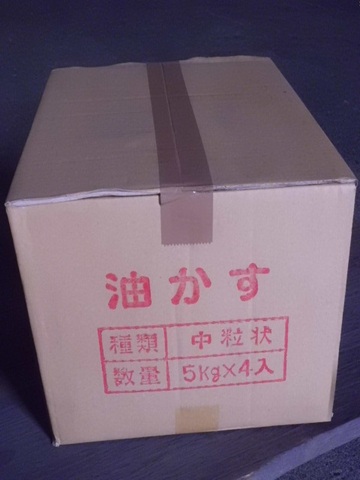 油かす
種類 中粒状
数量 5kg×4入